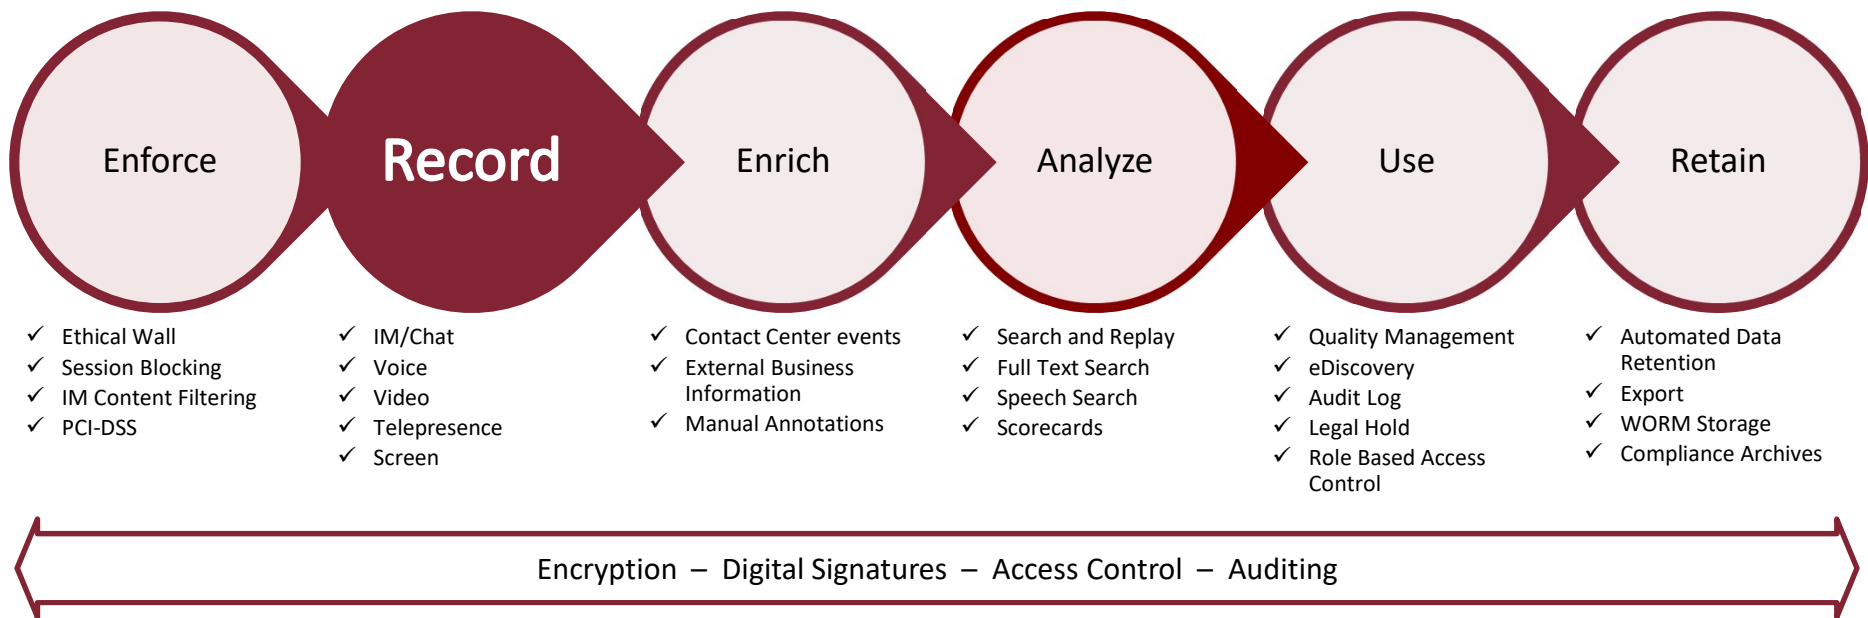 Enforce
Record
Enrich
Analyze
Use
Retain
✓ Ethical Wall
✓ Session Blocking
✓ IM Content Filtering
✓ PCI-DSS
✓ IM/Chat
✓ Voice
✓ Video
✓ Telepresence
✓ Screen
✓ Contact Center events
✓ External Business
Information
✓ Manual Annotations
✓ Search and Replay
✓ Full Text Search
✓ Speech Search
✓ Scorecards
✓ Quality Management
✓ eDiscovery
✓ Audit Log
✓ Legal Hold
✓ Role Based Access
Control
✓ Automated Data
Retention
✓ Export
✓ WORM Storage
✓ Compliance Archives
Encryption – Digital Signatures – Access Control – Auditing